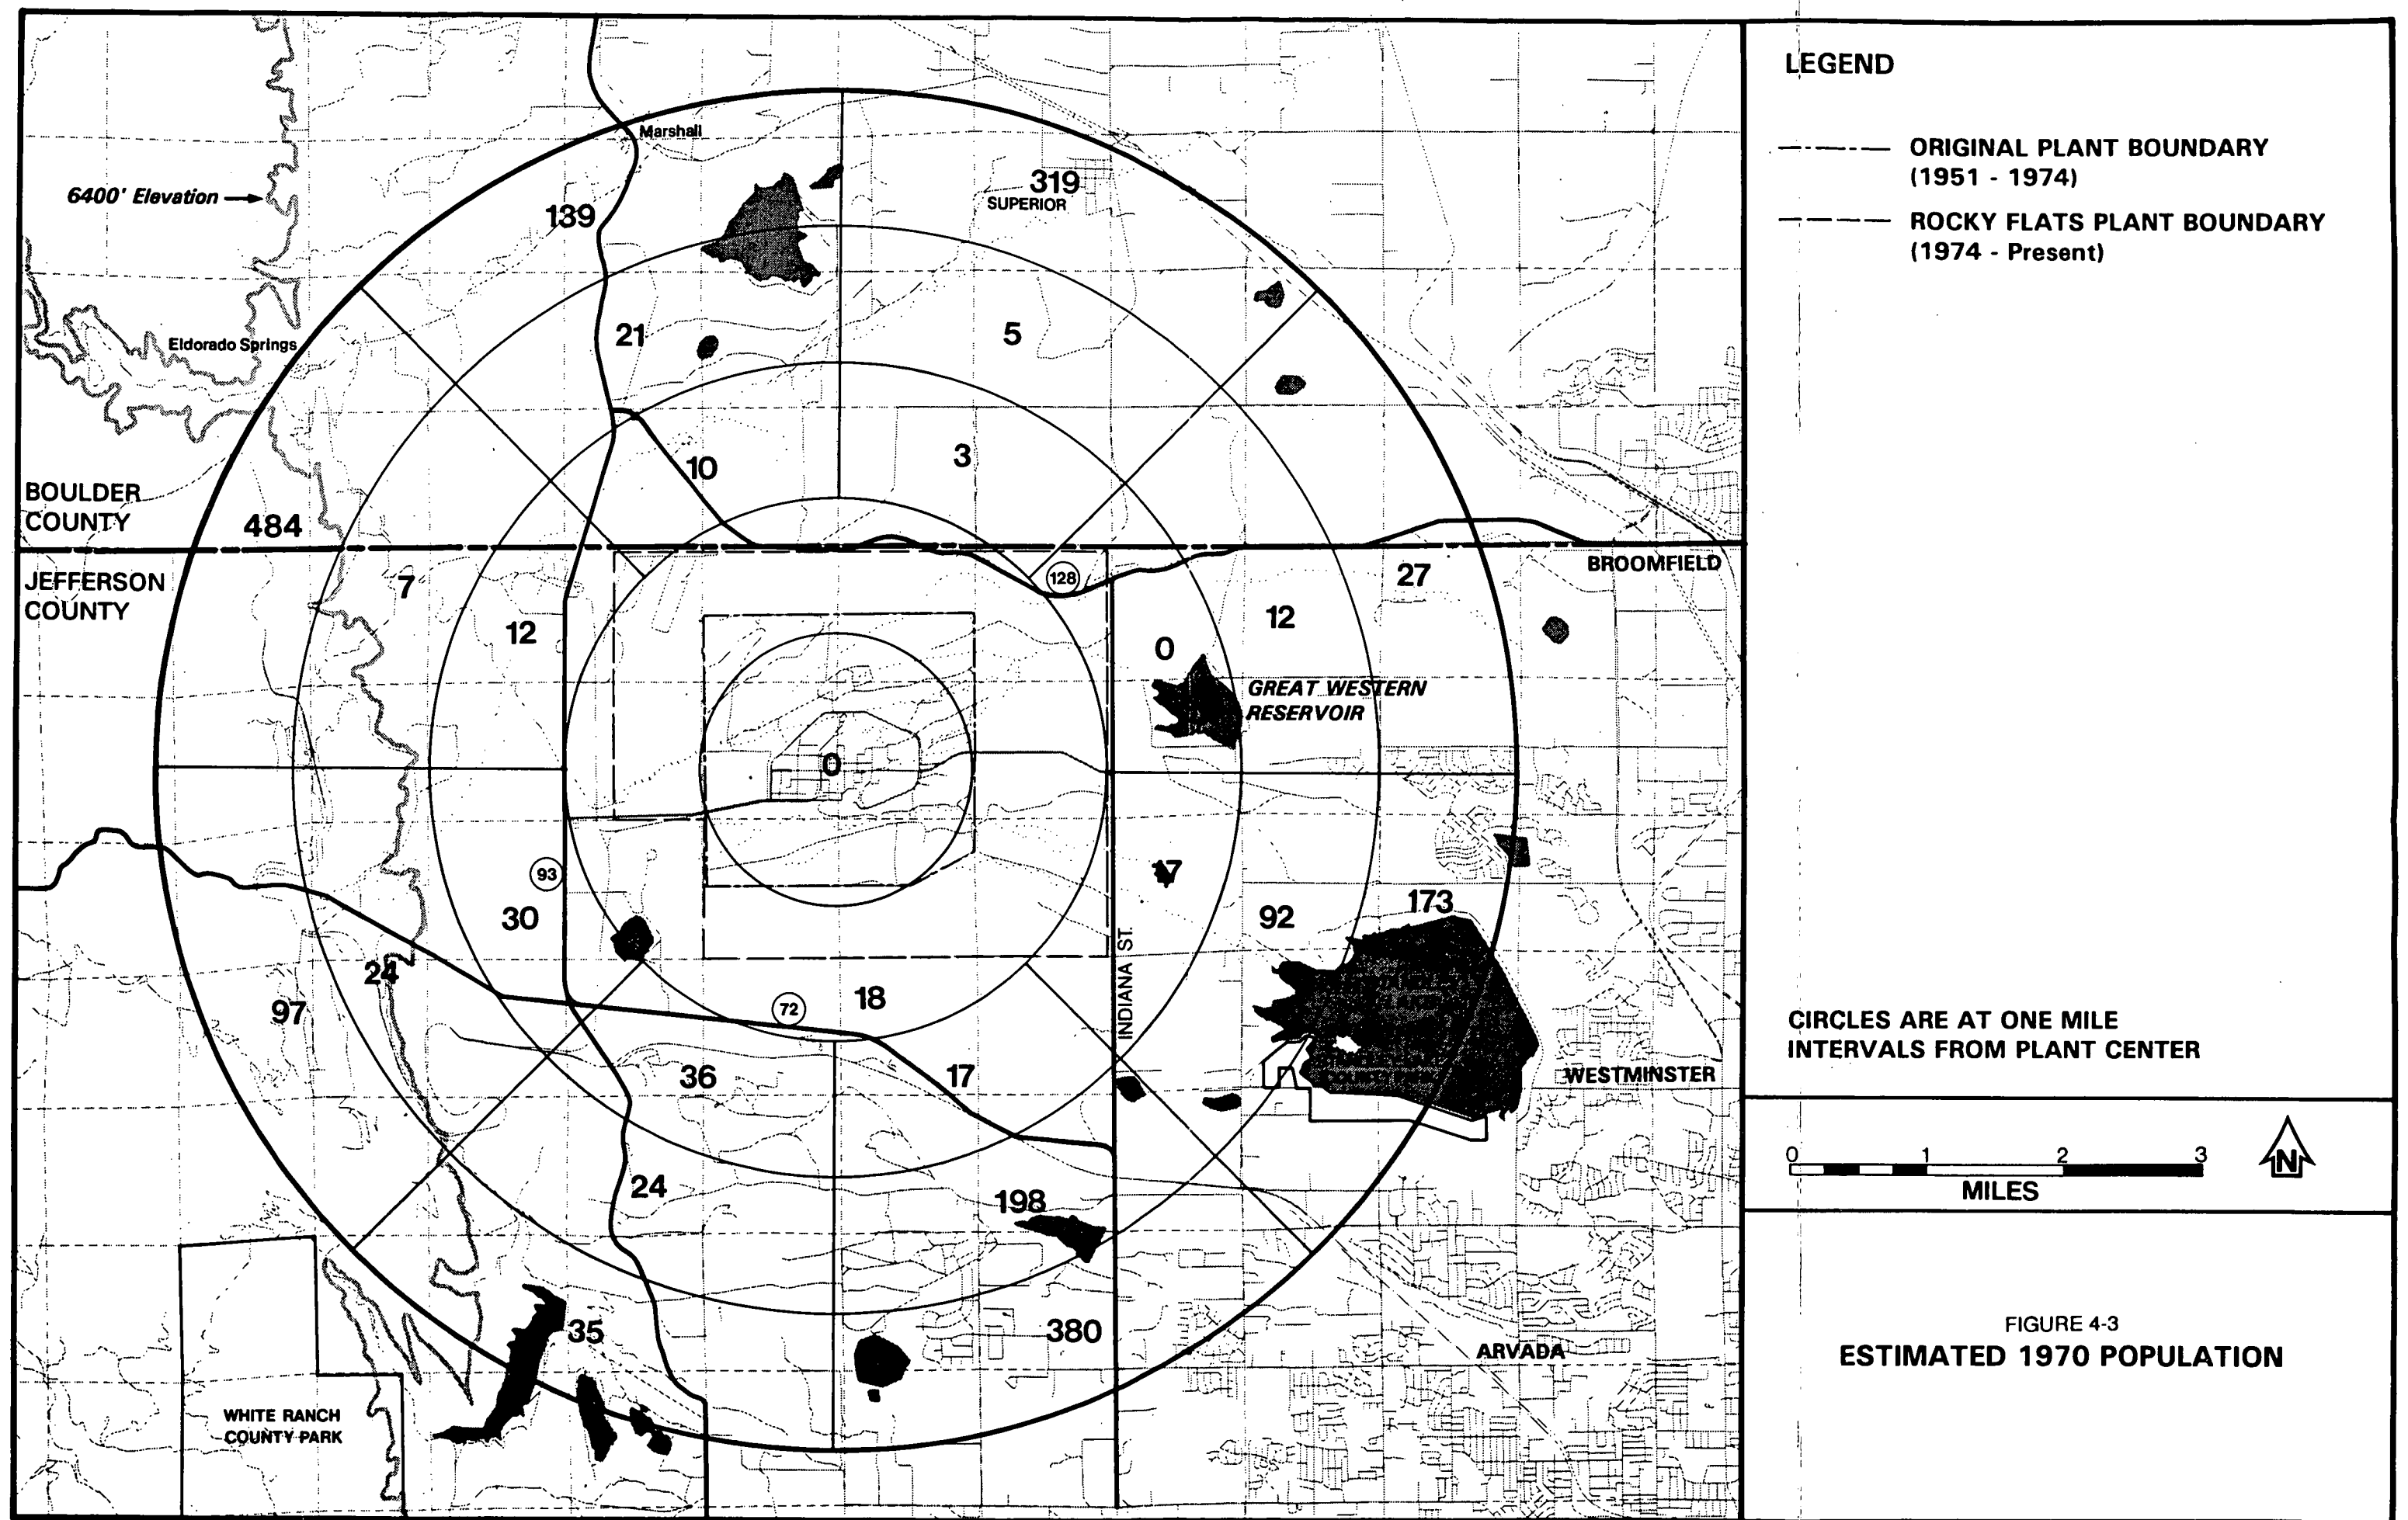 Marshall
6400' Elevation
139
319
SUPERIOR
21
5
Eldorado Springs
10
3
BOULDER
COUNTY
484
JEFFERSON
COUNTY
7
12
128
0
12
27
BROOMFIELD
GREAT WESTERN
RESERVOIR
0
93
30
92
173
24
97
72
18
INDIANA ST.
36
17
WESTMINSTER
24
198
35
380
ARVADA
WHITE RANCH
COUNTY PARK
LEGEND
ORIGINAL PLANT BOUNDARY
(1951 - 1974)
ROCKY FLATS PLANT BOUNDARY
(1974 - Present)
CIRCLES ARE AT ONE MILE
INTERVALS FROM PLANT CENTER
0 1 2 3
MILES
N
FIGURE 4-3
ESTIMATED 1970 POPULATION